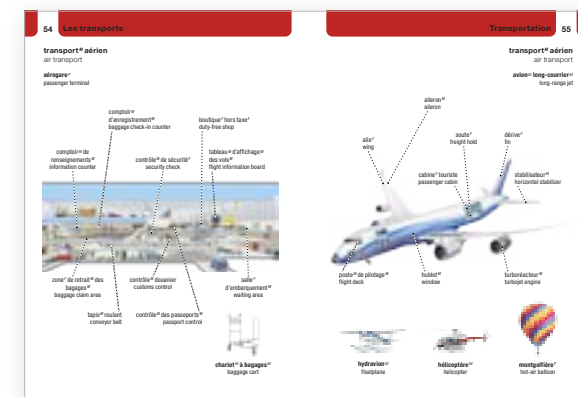 54 Les transports
transportᴹ aérien
air transport
aérogareᶠ
passenger terminal
comptoirᴹ
d'enregistrementᴹ
baggage check-in counter
boutiqueᶠ hors taxeᶠ
duty-free shop
comptoirᴹ de
renseignementsᴹ
information counter
contrôleᴹ de sécuritéᶠ
security check
tableauᴹ d'affichageᴹ
des volsᴹ
flight information board
zoneᶠ de retraitᴹ des
bagagesᴹ
baggage claim area
contrôleᴹ douanier
customs control
salleᶠ
d'embarquementᴹ
waiting area
tapisᴹ roulant
conveyor belt
contrôleᴹ des passeportsᴹ
passport control
chariotᴹ à bagagesᴹ
baggage cart
Transportation 55
transportᴹ aérien
air transport
avionᴹ long-courrierᴹ
long-range jet
aileronᴹ
aileron
aileᶠ
wing
souteᶠ
freight hold
dériveᶠ
fin
cabineᶠ touriste
passenger cabin
stabilisateurᴹ
horizontal stabilizer
posteᴹ de pilotageᴹ
flight deck
hublotᴹ
window
turboréacteurᴹ
turbojet engine
hydravionᴹ
floatplane
hélicoptèreᴹ
helicopter
montgolfièreᶠ
hot-air balloon